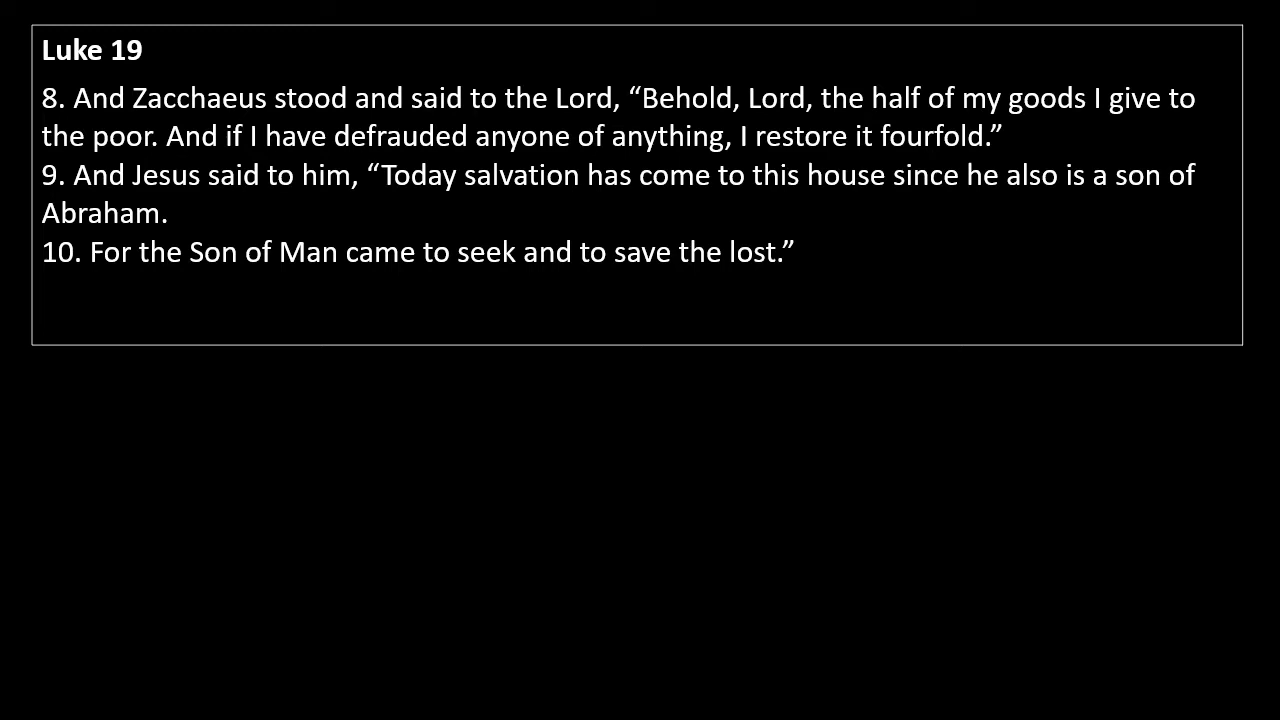 Luke 19
8. And Zacchaeus stood and said to the Lord, “Behold, Lord, the half of my goods I give to
the poor. And if I have defrauded anyone of anything, I restore it fourfold.”
9. And Jesus said to him, “Today salvation has come to this house since he also is a son of
Abraham.
10. For the Son of Man came to seek and to save the lost.”